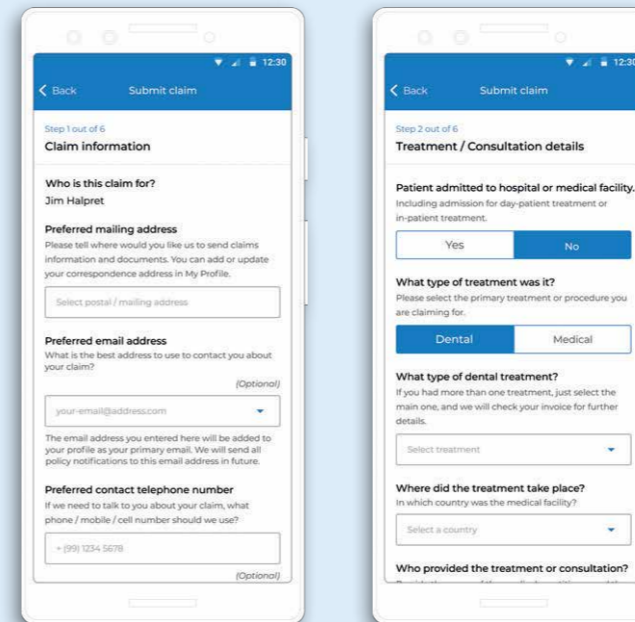 12:30
Back
Submit claim
Step 1 out of 6
Claim information
Who is this claim for?
Jim Halpret
Preferred mailing address
Please tell where would you like us to send claims
information and documents. You can add or update
your correspondence address in My Profile.
Select postal / mailing address
Preferred email address
What is the best address to use to contact you about
your claim?
(Optional)
your-email@address.com
The email address you entered here will be added to
your profile as your primary email. We will send all
policy notifications to this email address in future.
Preferred contact telephone number
If we need to talk to you about your claim, what
phone / mobile / cell number should we use?
+ (99) 1234 5678
(Optional)
12:30
Back
Submit claim
Step 2 out of 6
Treatment / Consultation details
Patient admitted to hospital or medical facility.
Including admission for day-patient treatment or
in-patient treatment.
Yes
No
What type of treatment was it?
Please select the primary treatment or procedure you
are claiming for.
Dental
Medical
What type of dental treatment?
If you had more than one treatment, just select the
main one, and we will check your invoice for further
details.
Select treatment
Where did the treatment take place?
In which country was the medical facility?
Select a country
Who provided the treatment or consultation?